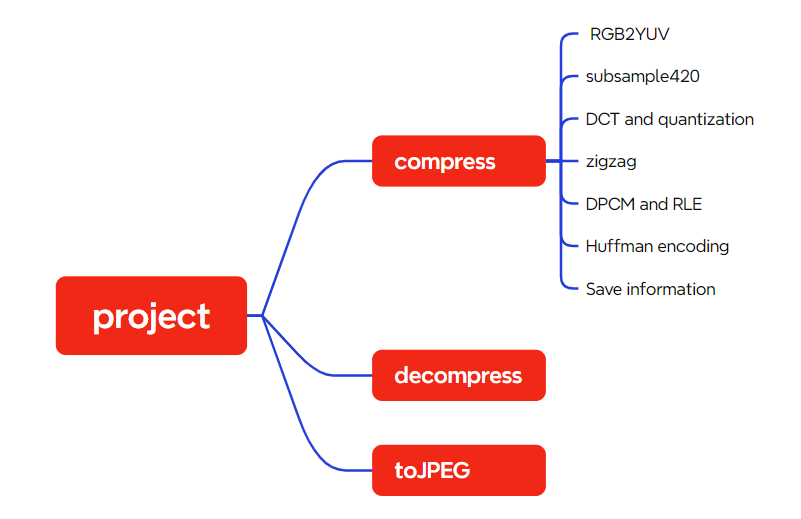 project
compress
RGB2YUV
subsample420
DCT and quantization
zigzag
DPCM and RLE
Huffman encoding
Save information
decompress
toJPEG